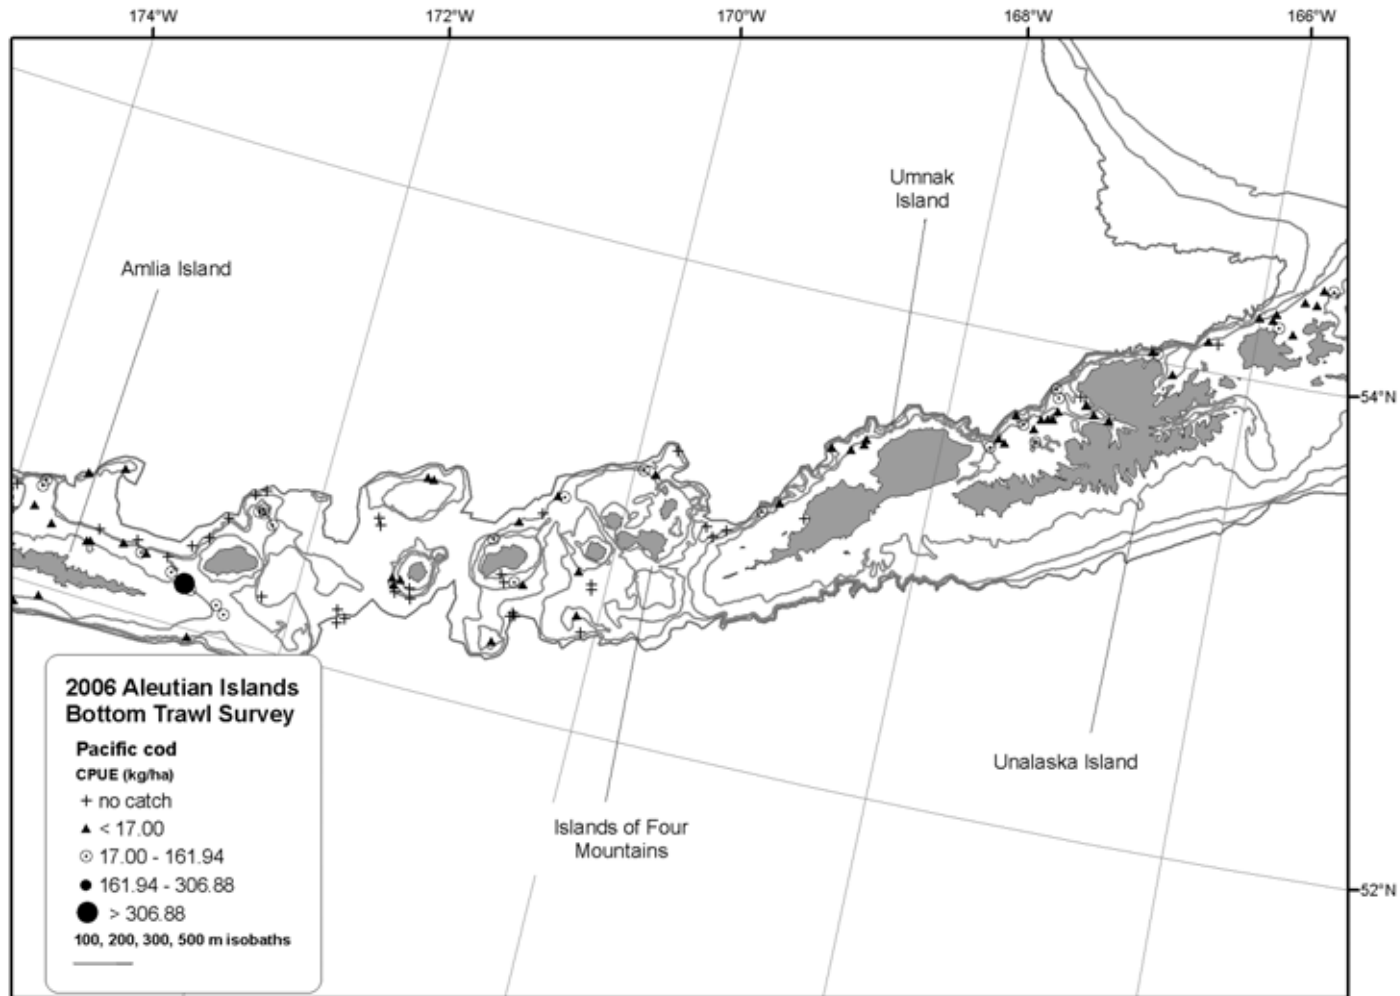 174°W
172°W
170°W
168°W
166°W
Umnak
Island
Amlia Island
54°N
Unalaska Island
Islands of Four
Mountains
52°N
2006 Aleutian Islands
Bottom Trawl Survey
Pacific cod
CPUE (kg/ha)
+ no catch
< 17.00
17.00 - 161.94
161.94 - 306.88
> 306.88
100, 200, 300, 500 m isobaths